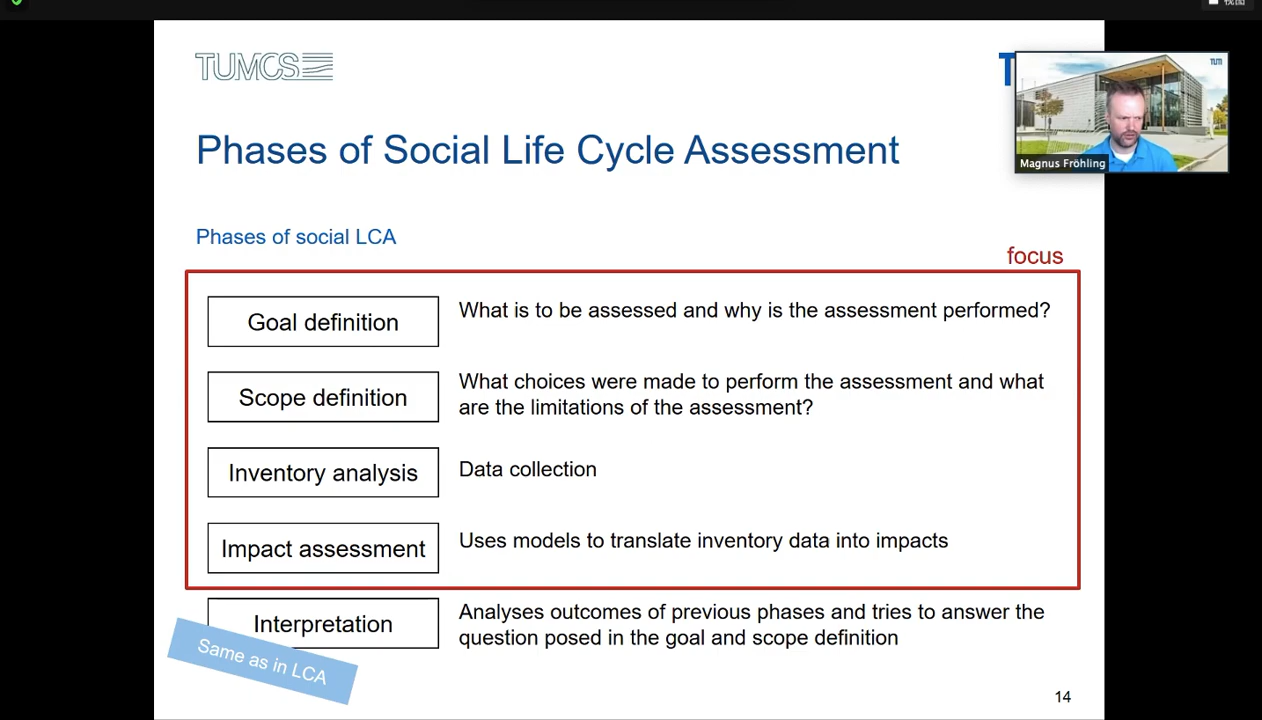 视图
TUMCS
TUM
Magnus Fröhling
Phases of Social Life Cycle Assessment
Phases of social LCA
focus
Goal definition
What is to be assessed and why is the assessment performed?
Scope definition
What choices were made to perform the assessment and what
are the limitations of the assessment?
Inventory analysis
Data collection
Impact assessment
Uses models to translate inventory data into impacts
Interpretation
Analyses outcomes of previous phases and tries to answer the
question posed in the goal and scope definition
Same as in LCA
14